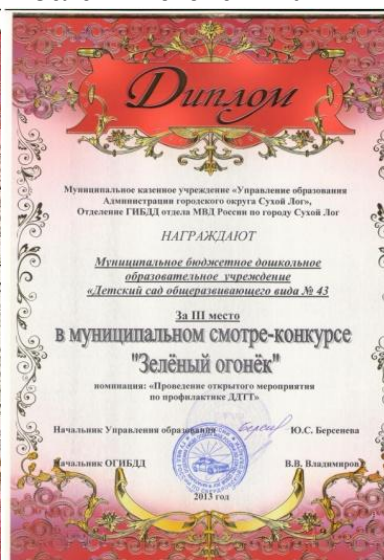 Диплом
Муниципальное казенное учреждение «Управление образования
Администрации городского округа Сухой Лог»,
Отделение ГИБДД отдела МВД России по городу Сухой Лог
НАГРАЖДАЮТ
Муниципальное бюджетное дошкольное
образовательное учреждение
«Детский сад общеразвивающего вида № 43
За III место
в муниципальном смотре-конкурсе
"Зелёный огонёк"
номинация: «Проведение открытого мероприятия
по профилактике ДДТТ»
Начальник Управления образования Ю.С. Берсенева
Начальник ОГИБДД В.В. Владимиров
2013 год